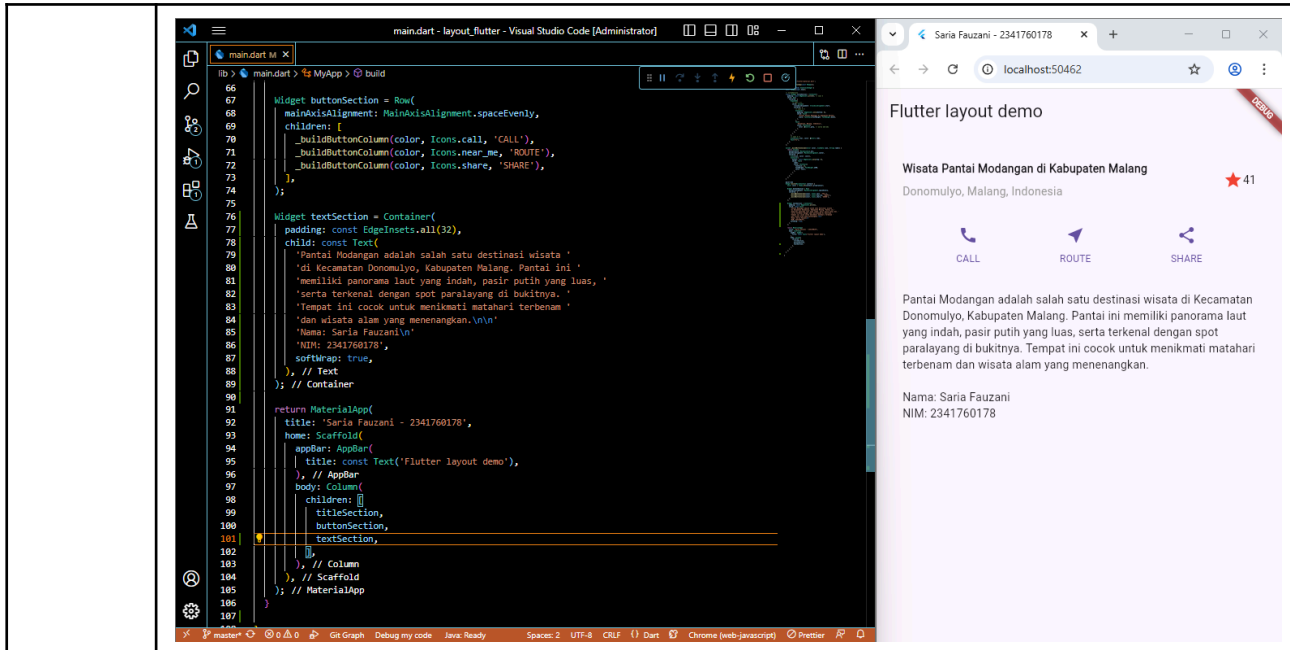 main.dart - layout_flutter - Visual Studio Code [Administrator]
main.dart M
lib > main.dart > MyApp > build
66
67 Widget buttonSection = Row(
68 mainAxisAlignment: MainAxisAlignment.spaceEvenly,
69 children: [
70 _buildButtonColumn(color, Icons.call, 'CALL'),
71 _buildButtonColumn(color, Icons.near_me, 'ROUTE'),
72 _buildButtonColumn(color, Icons.share, 'SHARE'),
73 ],
74 );
75
76 Widget textSection = Container(
77 padding: const EdgeInsets.all(32),
78 child: const Text(
79 'Pantai Modangan adalah salah satu destinasi wisata '
80 'di Kecamatan Donomulyo, Kabupaten Malang. Pantai ini '
81 'memiliki panorama laut yang indah, pasir putih yang luas, '
82 'serta terkenal dengan spot paralayang di bukitnya. '
83 'Tempat ini cocok untuk menikmati matahari terbenam '
84 'dan wisata alam yang menenangkan.\n\n'
85 'Nama: Saria Fauzani\n'
86 'NIM: 2341760178',
87 softWrap: true,
88 ), // Text
89 ); // Container
90
91 return MaterialApp(
92 title: 'Saria Fauzani - 2341760178',
93 home: Scaffold(
94 appBar: AppBar(
95 title: const Text('Flutter layout demo'),
96 ), // AppBar
97 body: Column(
98 children: [
99 titleSection,
100 buttonSection,
101 textSection,
102 ],
103 ), // Column
104 ), // Scaffold
105 ); // MaterialApp
106 }
107
master* 0 0 Git Graph Debug my code Java: Ready Spaces: 2 UTF-8 CRLF {} Dart Chrome (web-javascript) Prettier
Saria Fauzani - 2341760178
localhost:50462
Flutter layout demo
DEBUG
Wisata Pantai Modangan di Kabupaten Malang
41
Donomulyo, Malang, Indonesia
CALL ROUTE SHARE
Pantai Modangan adalah salah satu destinasi wisata di Kecamatan
Donomulyo, Kabupaten Malang. Pantai ini memiliki panorama laut
yang indah, pasir putih yang luas, serta terkenal dengan spot
paralayang di bukitnya. Tempat ini cocok untuk menikmati matahari
terbenam dan wisata alam yang menenangkan.
Nama: Saria Fauzani
NIM: 2341760178